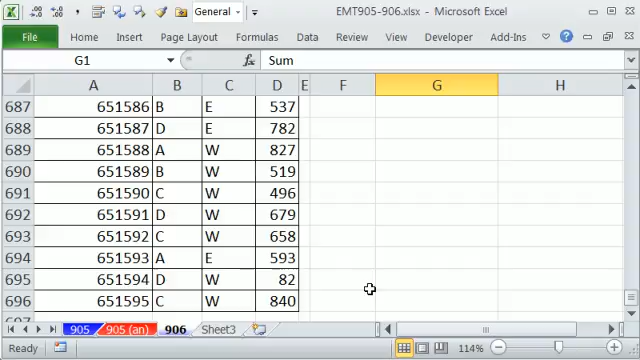 General
EMT905-906.xlsx - Microsoft Excel
File Home Insert Page Layout Formulas Data Review View Developer Add-Ins
G1 fx Sum
A B C D E F G H
687 651586 B E 537
688 651587 D E 782
689 651588 A W 827
690 651589 B W 519
691 651590 C W 496
692 651591 D W 679
693 651592 C W 658
694 651593 A E 593
695 651594 D W 82
696 651595 C W 840
905 905 (an) 906 Sheet3
Ready 114%